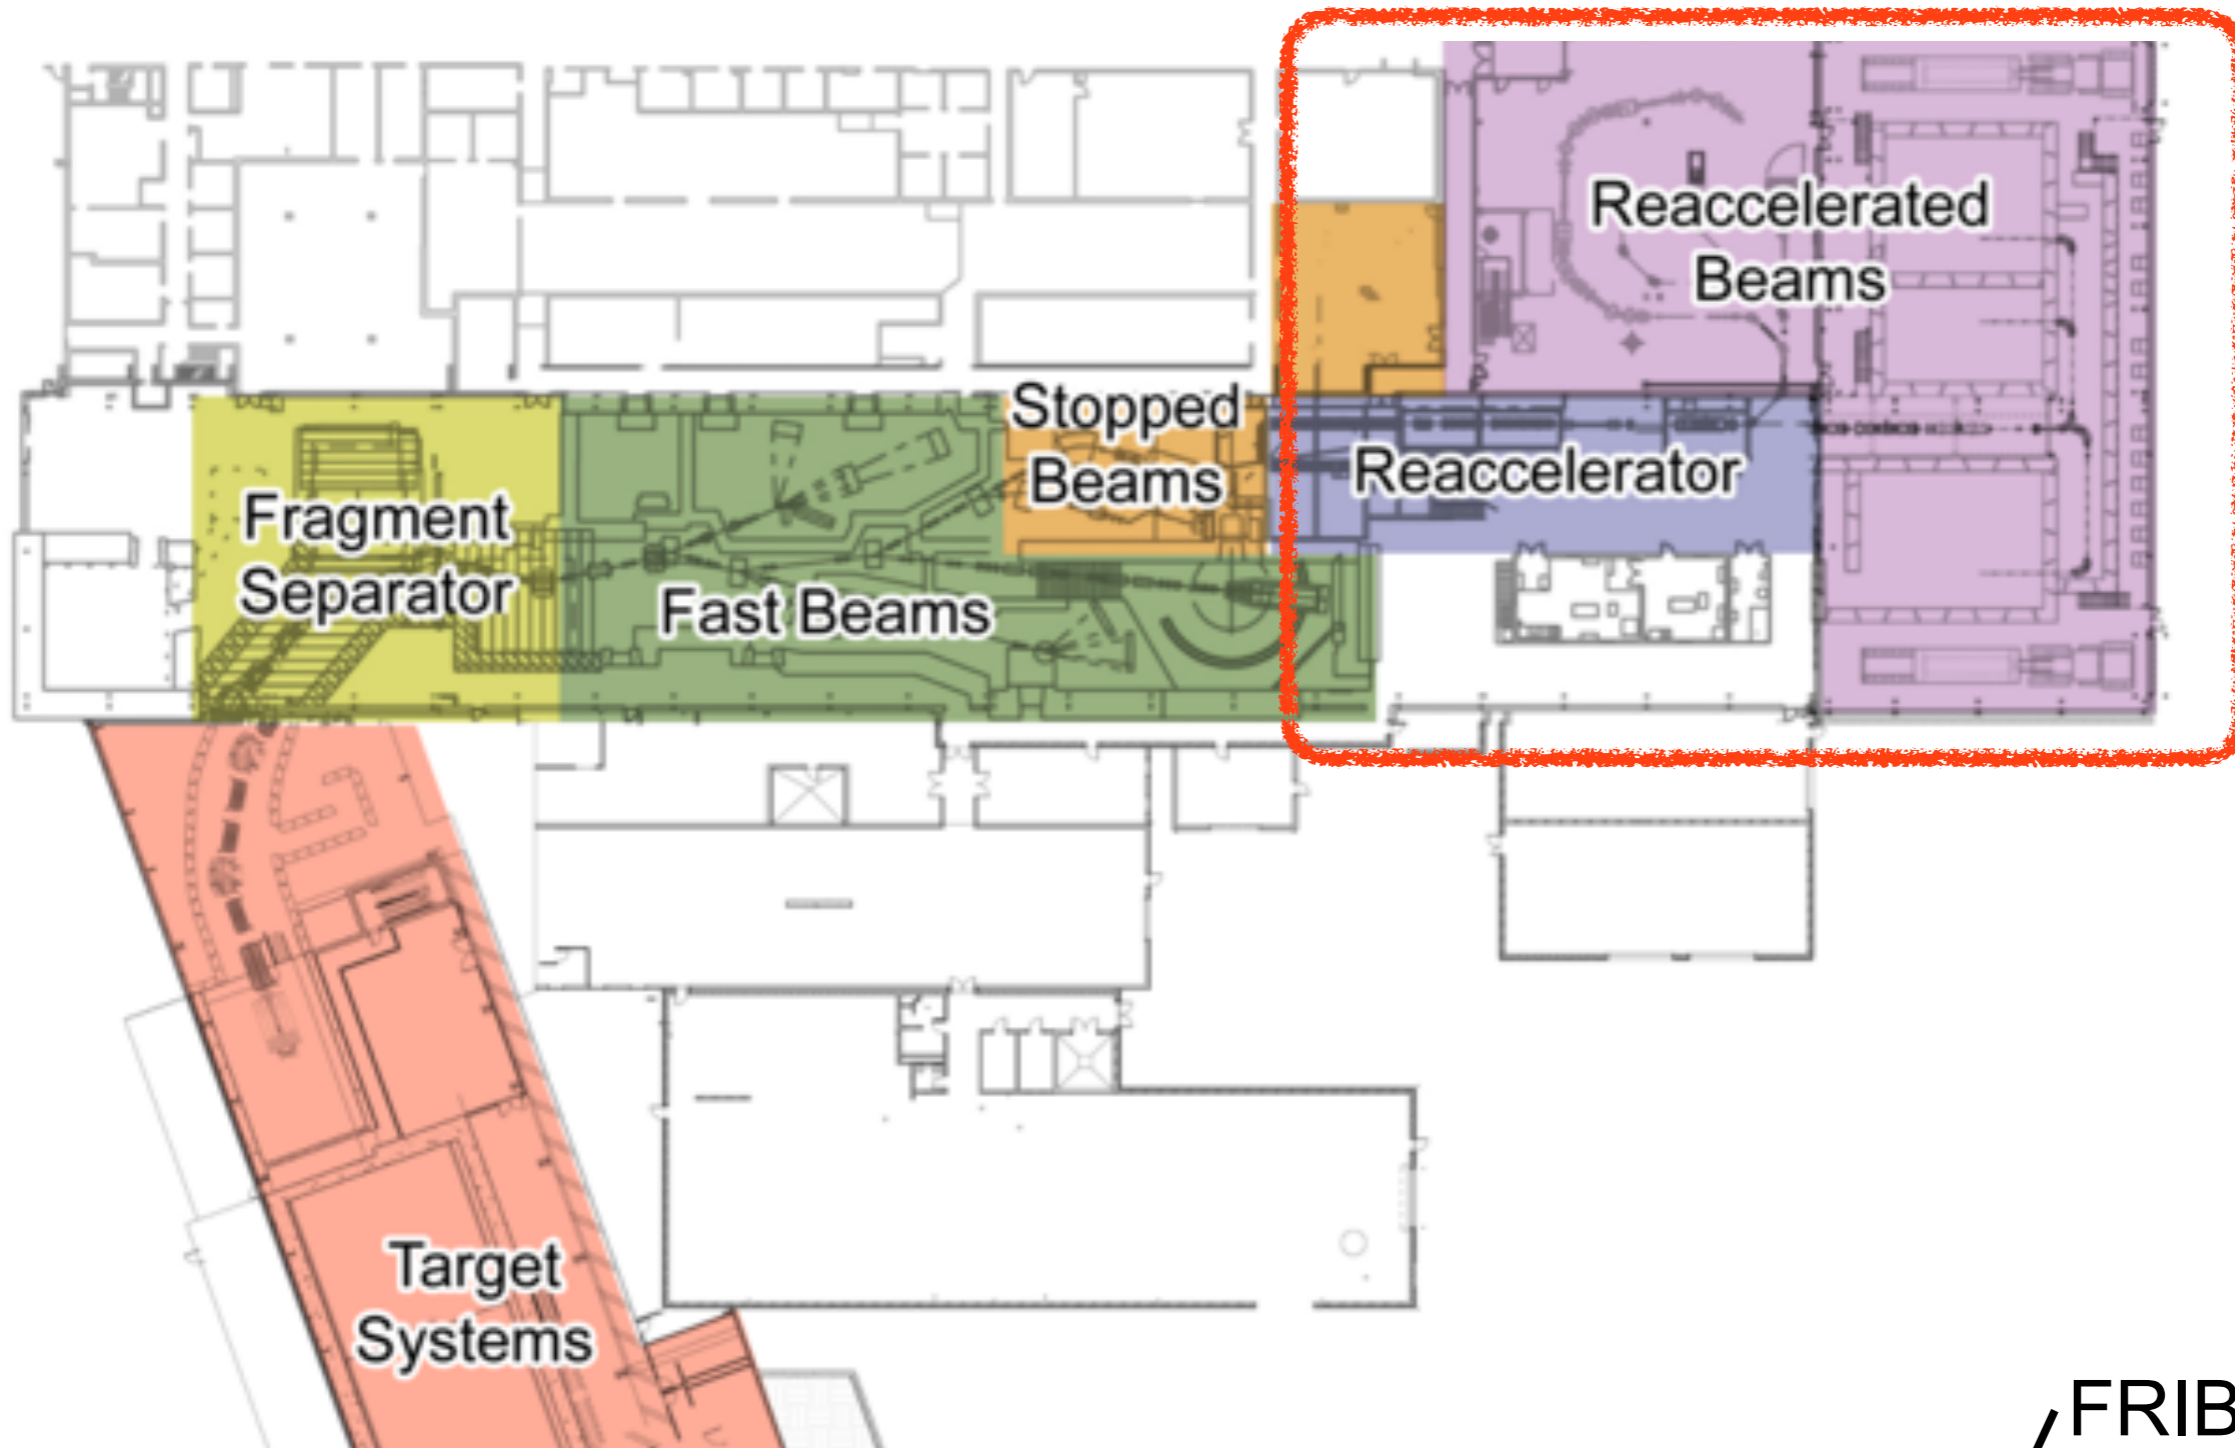 Reaccelerated
Beams
Stopped
Beams
Reaccelerator
Fragment
Separator
Fast Beams
Target
Systems
FRIB